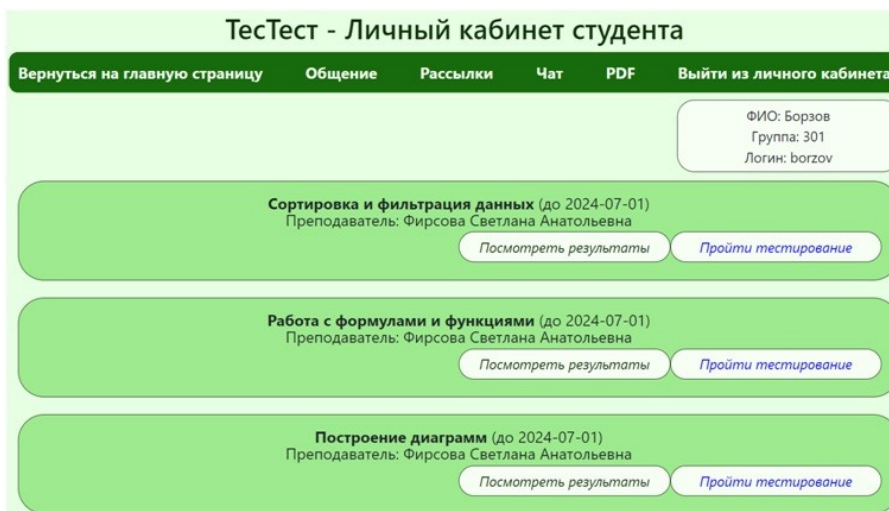 ТесТест - Личный кабинет студента
Вернуться на главную страницу Общение Рассылки Чат PDF Выйти из личного кабинета
ФИО: Борзов
Группа: 301
Логин: borzov
Сортировка и фильтрация данных (до 2024-07-01)
Преподаватель: Фирсова Светлана Анатольевна
Посмотреть результаты Пройти тестирование
Работа с формулами и функциями (до 2024-07-01)
Преподаватель: Фирсова Светлана Анатольевна
Посмотреть результаты Пройти тестирование
Построение диаграмм (до 2024-07-01)
Преподаватель: Фирсова Светлана Анатольевна
Посмотреть результаты Пройти тестирование